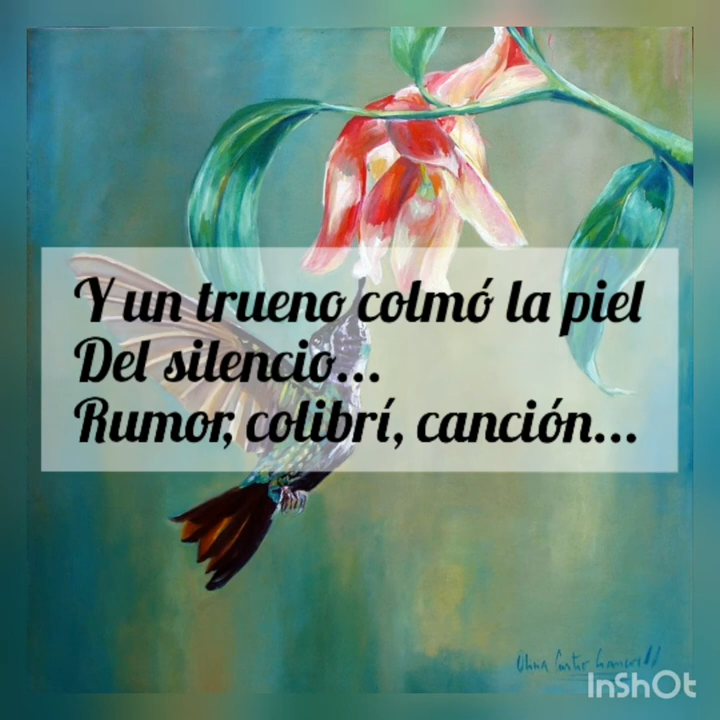 Y un trueno colmó la piel
Del silencio...
Rumor, colibrí, canción...
InShOt